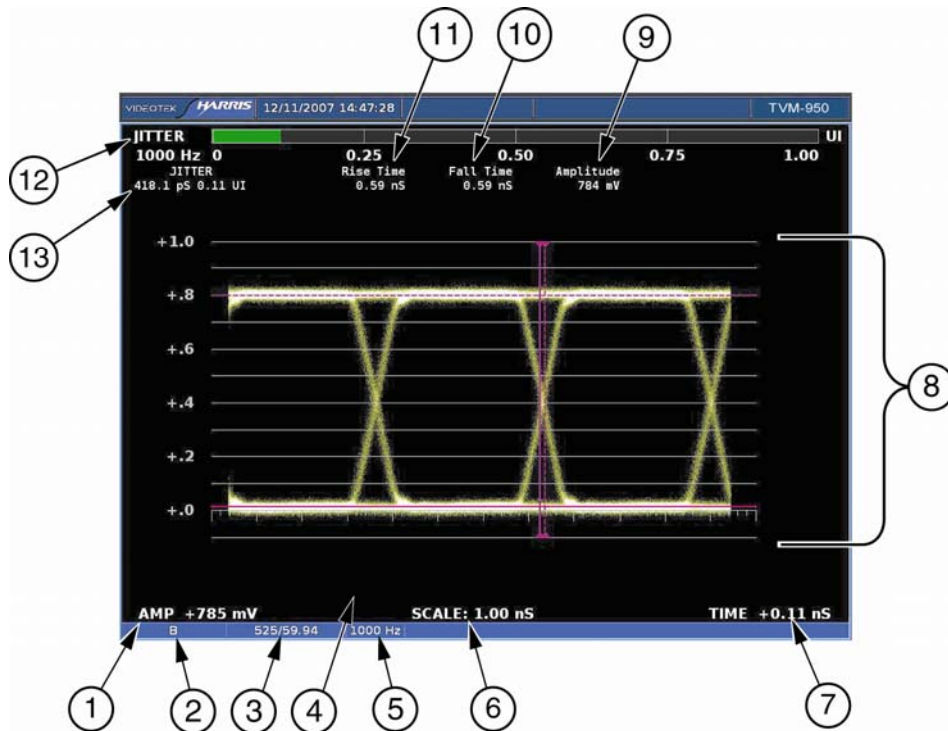 11 10 9
VIDEOTEK HARRIS 12/11/2007 14:47:28 TVM-950
JITTER UI
1000 Hz 0 0.25 0.50 0.75 1.00
JITTER Rise Time Fall Time Amplitude
418.1 pS 0.11 UI 0.59 nS 0.59 nS 784 mV
12
13
+1.0
+.8
+.6
+.4
+.2
+.0
8
AMP +785 mV SCALE: 1.00 nS TIME +0.11 nS
B 525/59.94 1000 Hz
1 2 3 4 5 6 7